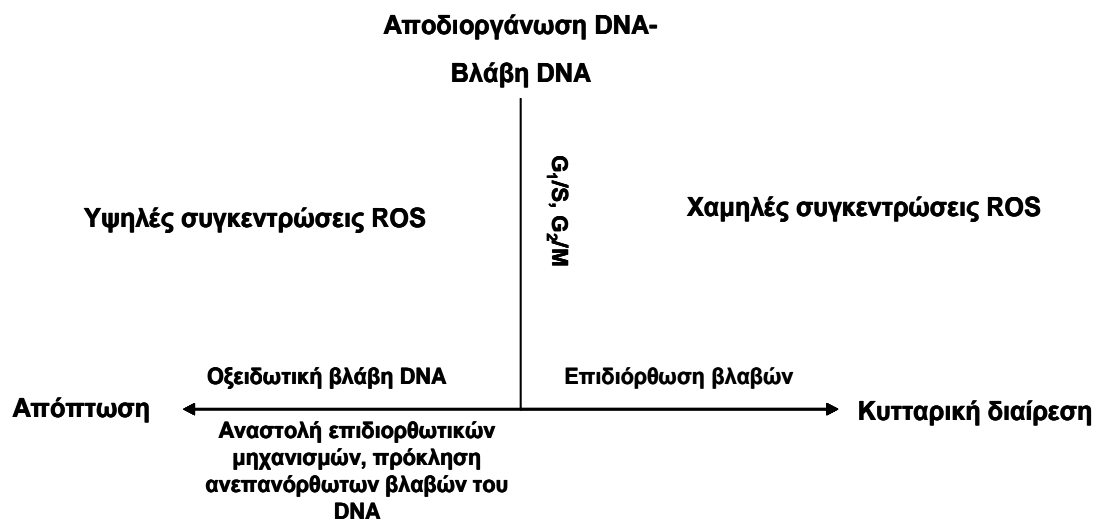 Αποδιοργάνωση DNA-
Βλάβη DNA
G₁/S, G₂/M
Υψηλές συγκεντρώσεις ROS
Χαμηλές συγκεντρώσεις ROS
Οξειδωτική βλάβη DNA
Επιδιόρθωση βλαβών
Απόπτωση
Κυτταρική διαίρεση
Αναστολή επιδιορθωτικών
μηχανισμών, πρόκληση
ανεπανόρθωτων βλαβών του
DNA